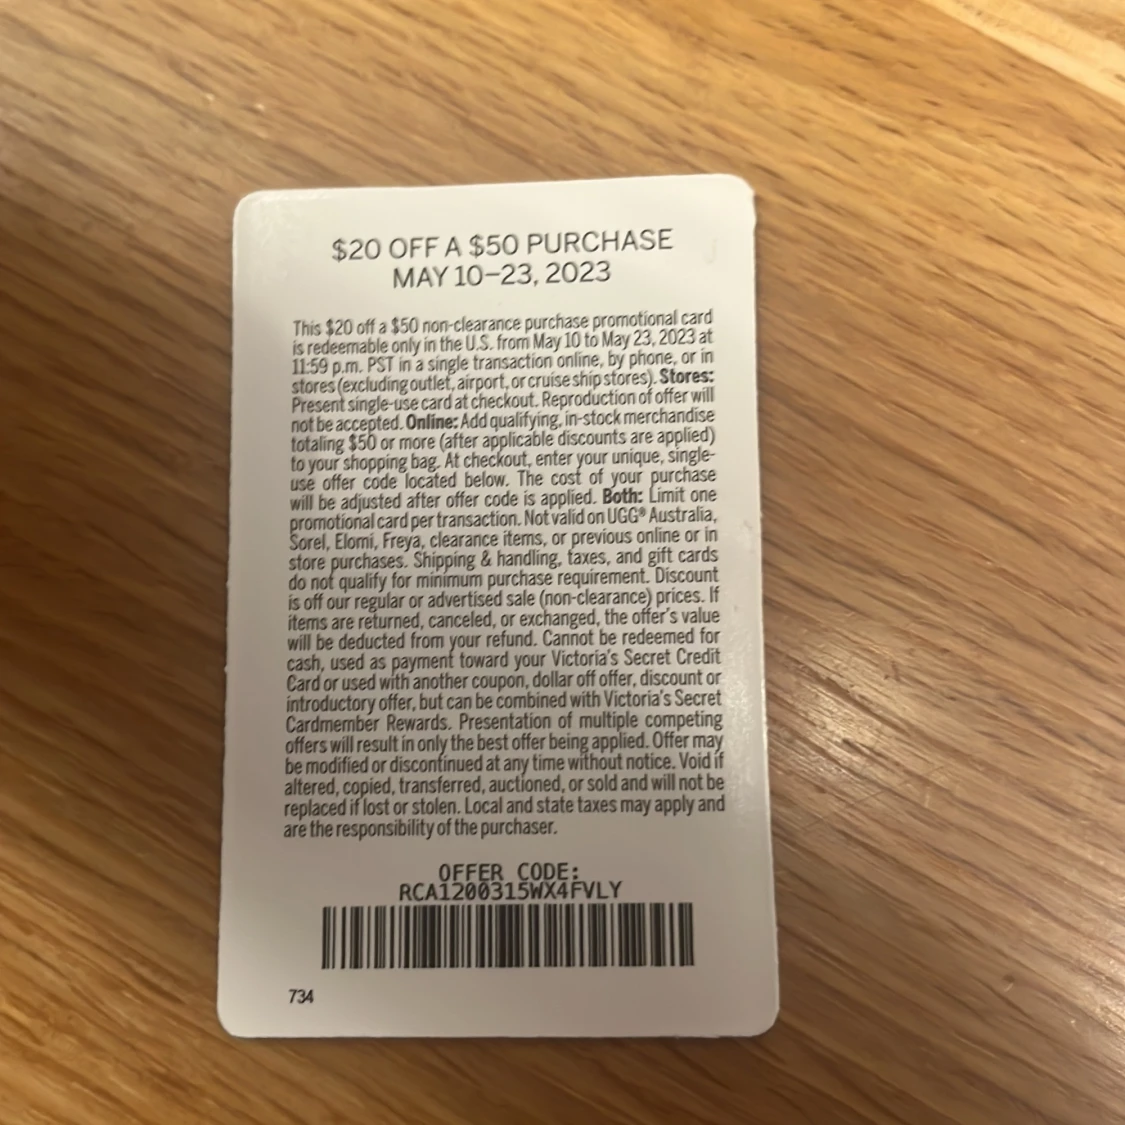 $20 OFF A $50 PURCHASE
MAY 10–23, 2023
This $20 off a $50 non-clearance purchase promotional card
is redeemable only in the U.S. from May 10 to May 23, 2023 at
11:59 p.m. PST in a single transaction online, by phone, or in
stores (excluding outlet, airport, or cruise ship stores). Stores:
Present single-use card at checkout. Reproduction of offer will
not be accepted. Online: Add qualifying, in-stock merchandise
totaling $50 or more (after applicable discounts are applied)
to your shopping bag. At checkout, enter your unique, single-
use offer code located below. The cost of your purchase
will be adjusted after offer code is applied. Both: Limit one
promotional card per transaction. Not valid on UGG® Australia,
Sorel, Elomi, Freya, clearance items, or previous online or in
store purchases. Shipping & handling, taxes, and gift cards
do not qualify for minimum purchase requirement. Discount
is off our regular or advertised sale (non-clearance) prices. If
items are returned, canceled, or exchanged, the offer's value
will be deducted from your refund. Cannot be redeemed for
cash, used as payment toward your Victoria's Secret Credit
Card or used with another coupon, dollar off offer, discount or
introductory offer, but can be combined with Victoria's Secret
Cardmember Rewards. Presentation of multiple competing
offers will result in only the best offer being applied. Offer may
be modified or discontinued at any time without notice. Void if
altered, copied, transferred, auctioned, or sold and will not be
replaced if lost or stolen. Local and state taxes may apply and
are the responsibility of the purchaser.
OFFER CODE:
RCA1200315WX4FVLY
734